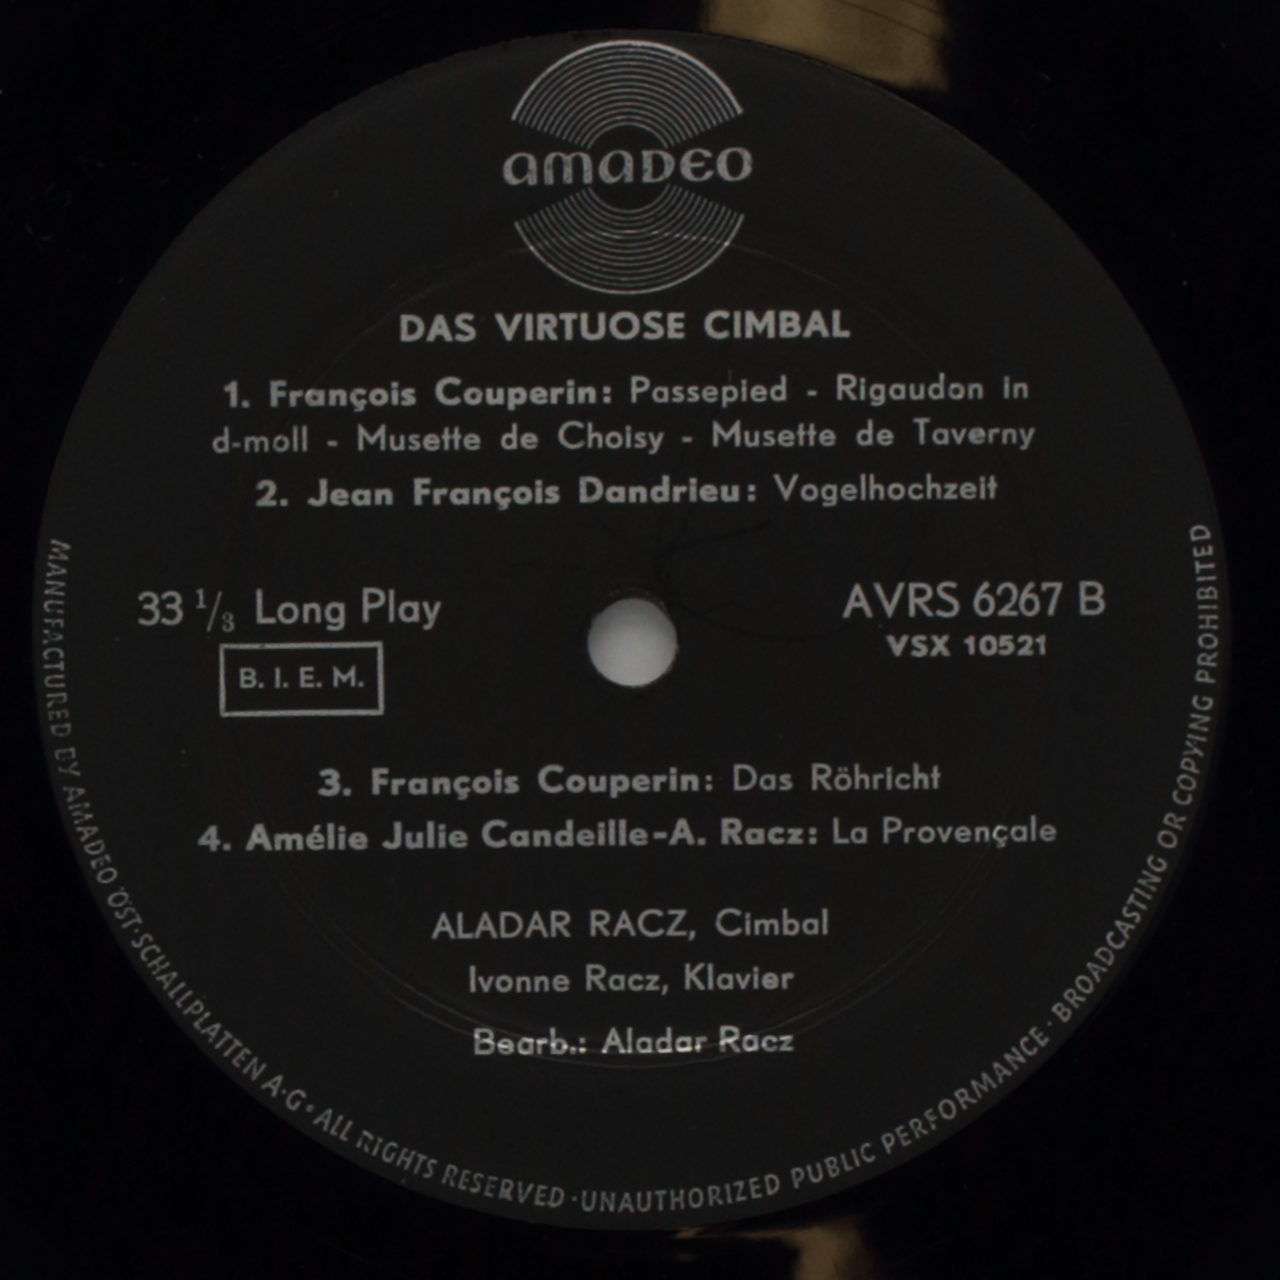 amaDEO
DAS VIRTUOSE CIMBAL
1. François Couperin: Passepied - Rigaudon in
d-moll - Musette de Choisy - Musette de Taverny
2. Jean François Dandrieu: Vogelhochzeit
33 1/3 Long Play
B. I. E. M.
AVRS 6267 B
VSX 10521
3. François Couperin: Das Röhricht
4. Amélie Julie Candeille-A. Racz: La Provençale
ALADAR RACZ, Cimbal
Ivonne Racz, Klavier
Bearb.: Aladar Racz
MANUFACTURED BY AMADEO ÖST. SCHALLPLATTEN A·G · ALL RIGHTS RESERVED · UNAUTHORIZED PUBLIC PERFORMANCE · BROADCASTING OR COPYING PROHIBITED